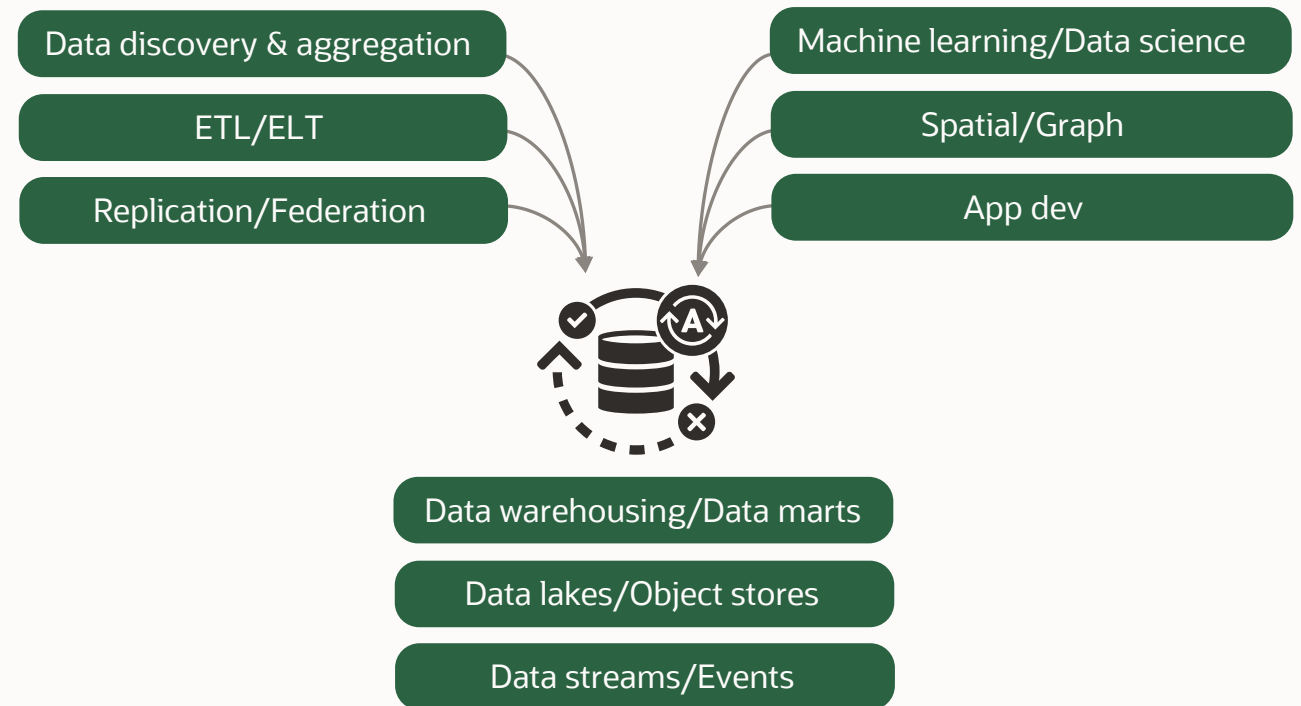 Data discovery & aggregation
ETL/ELT
Replication/Federation
Machine learning/Data science
Spatial/Graph
App dev
A
Data warehousing/Data marts
Data lakes/Object stores
Data streams/Events